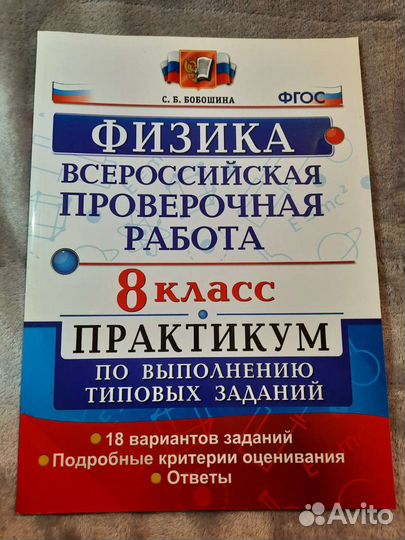 С. Б. БОБОШИНА
ФГОС
ФИЗИКА
ВСЕРОССИЙСКАЯ
ПРОВЕРОЧНАЯ
РАБОТА
8 класс
ПРАКТИКУМ
ПО ВЫПОЛНЕНИЮ
ТИПОВЫХ ЗАДАНИЙ
18 вариантов заданий
Подробные критерии оценивания
Ответы
Avito